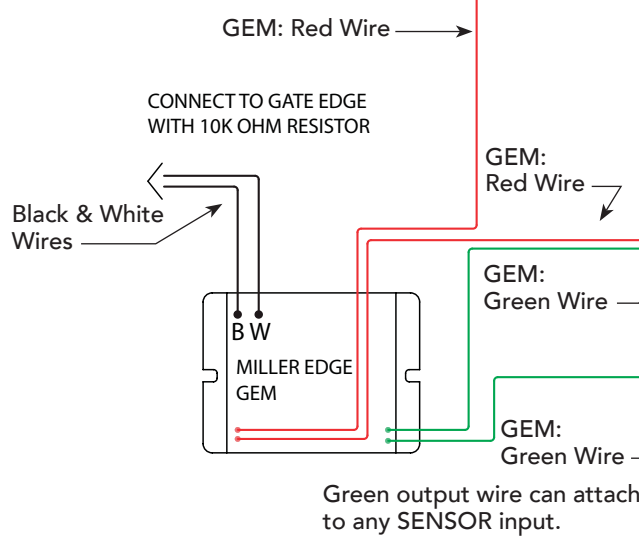 GEM: Red Wire
CONNECT TO GATE EDGE
WITH 10K OHM RESISTOR
GEM:
Red Wire
Black & White
Wires
GEM:
Green Wire
B W
MILLER EDGE
GEM
GEM:
Green Wire
Green output wire can attach
to any SENSOR input.